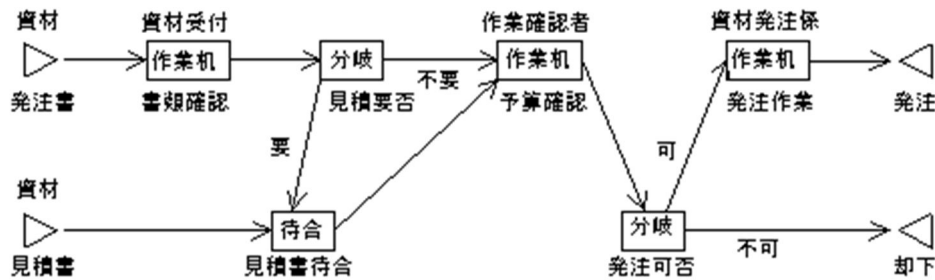 資材
資材受付
作業確認者
資材発注係
作業机
分岐
作業机
作業机
不要
発注書
書類確認
見積要否
予算確認
発注作業
発注
要
可
資材
待合
分岐
不可
見積書
見積書待合
発注可否
却下